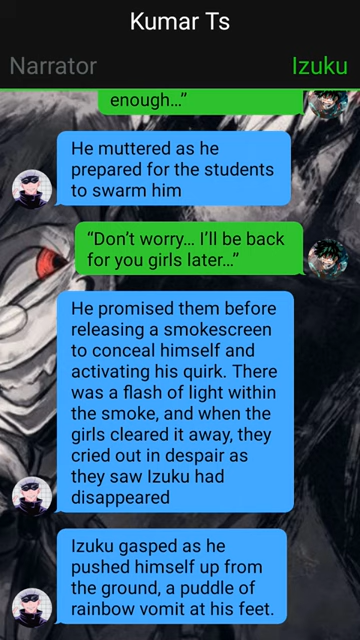 Kumar Ts
Narrator
Izuku
enough…”
He muttered as he
prepared for the students
to swarm him
“Don’t worry… I’ll be back
for you girls later…”
He promised them before
releasing a smokescreen
to conceal himself and
activating his quirk. There
was a flash of light within
the smoke, and when the
girls cleared it away, they
cried out in despair as
they saw Izuku had
disappeared
Izuku gasped as he
pushed himself up from
the ground, a puddle of
rainbow vomit at his feet.